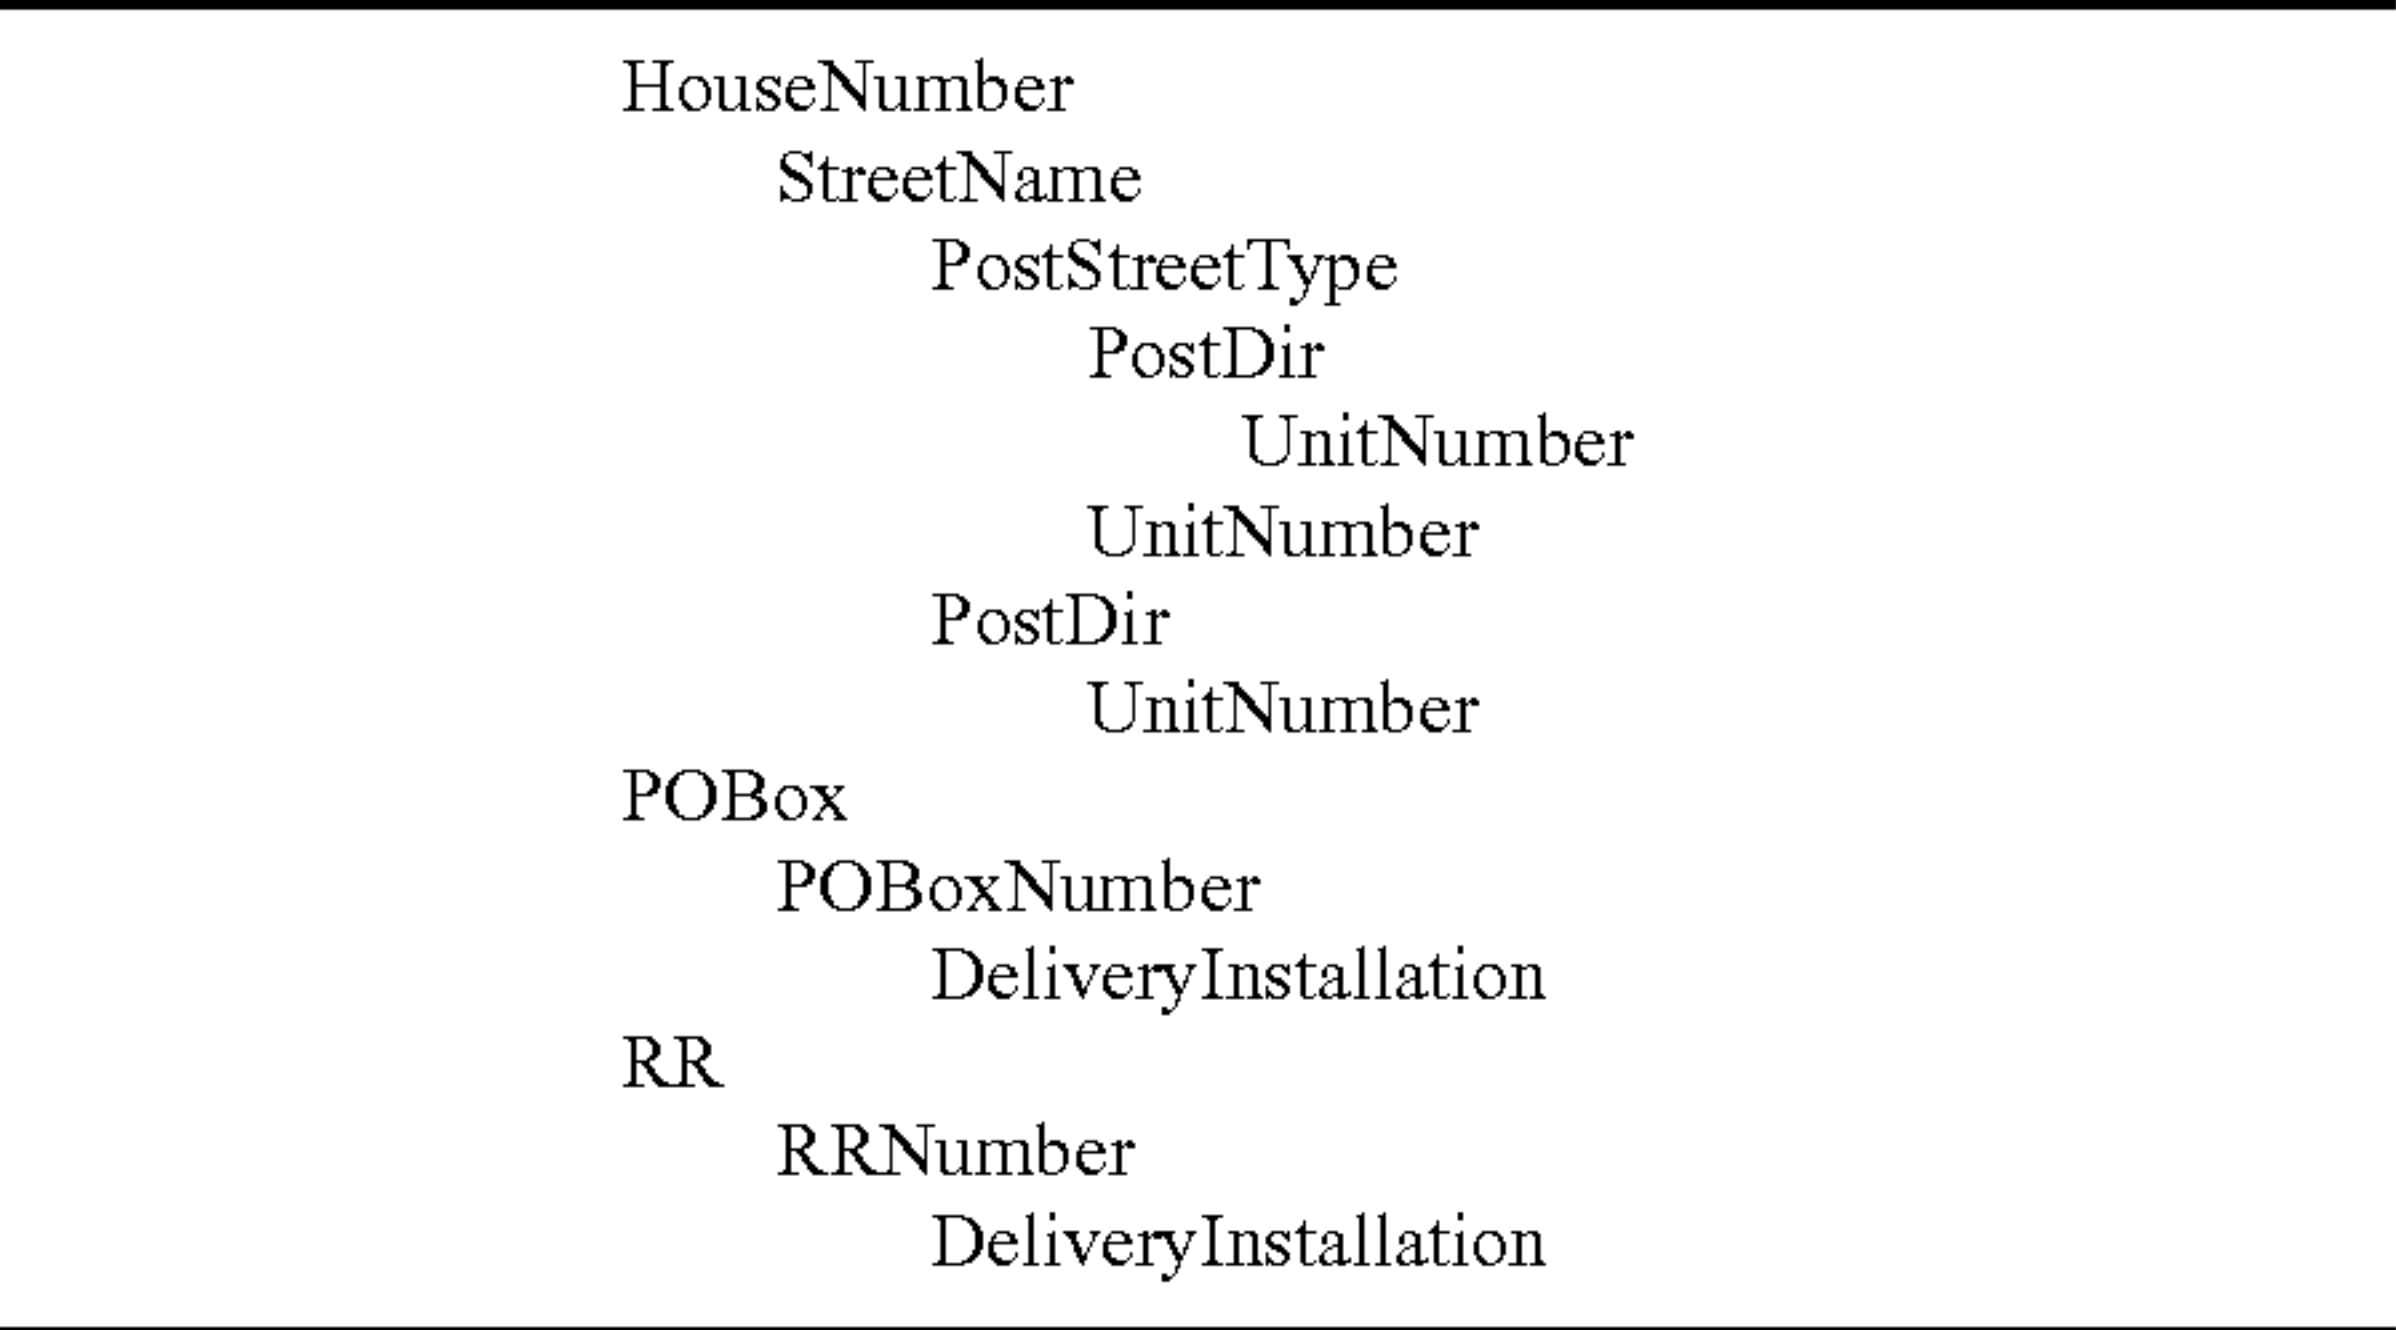 HouseNumber
StreetName
PostStreetType
PostDir
UnitNumber
UnitNumber
PostDir
UnitNumber
POBox
POBoxNumber
DeliveryInstallation
RR
RRNumber
DeliveryInstallation